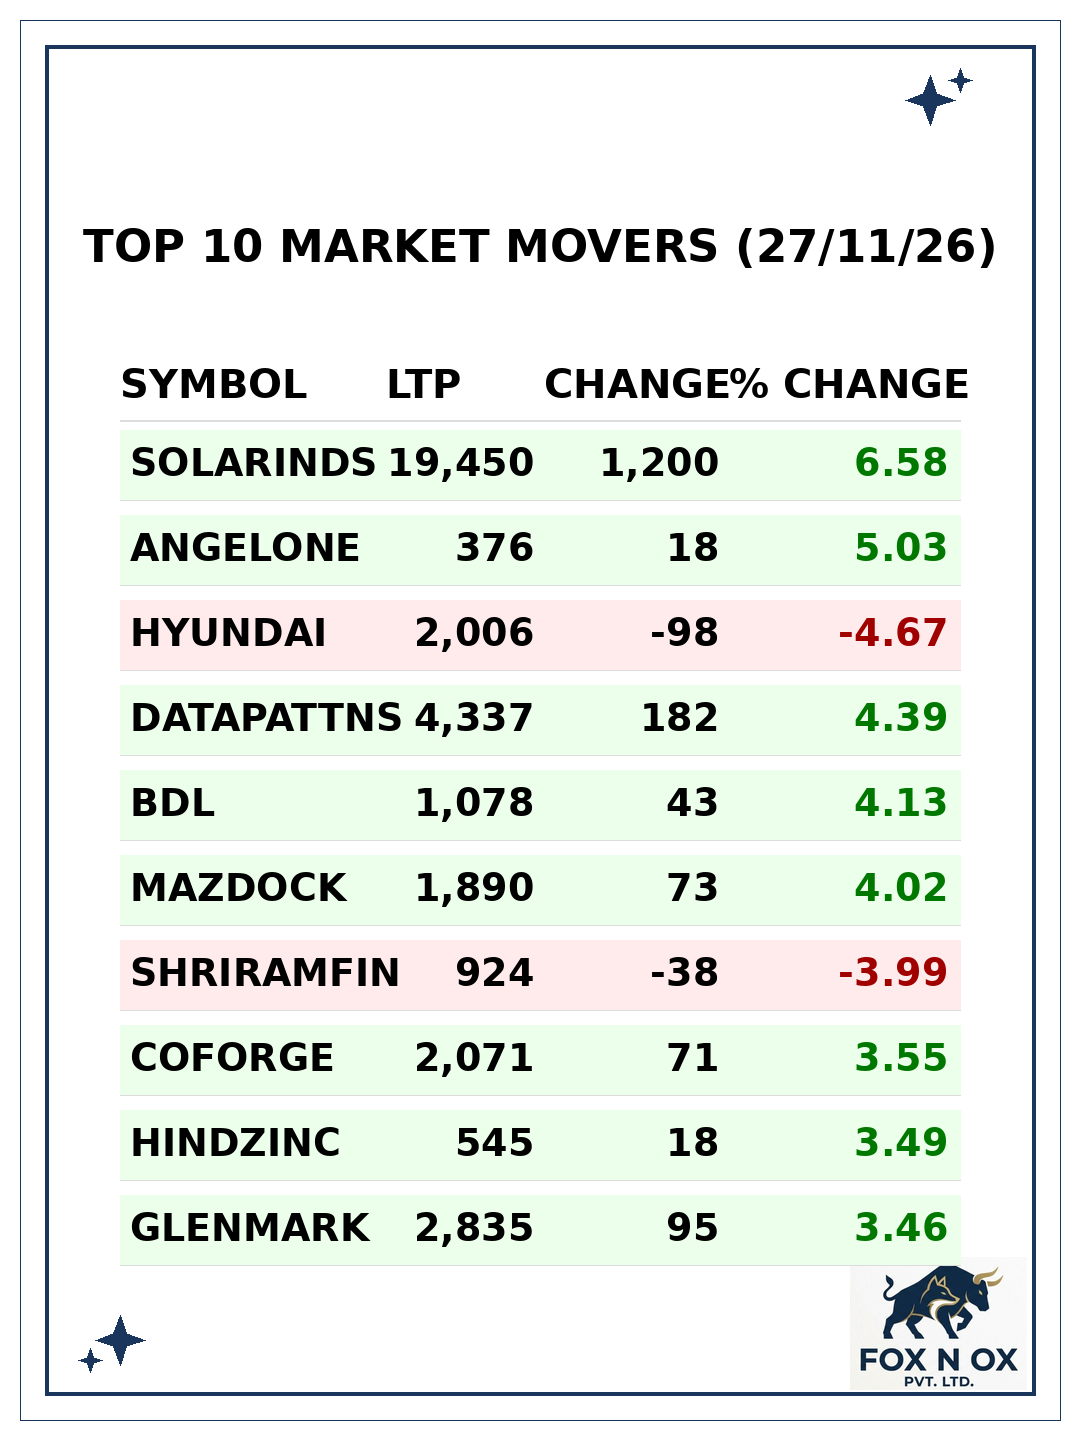 TOP 10 MARKET MOVERS (27/11/26)
SYMBOL LTP CHANGE % CHANGE
SOLARINDS 19,450 1,200 6.58
ANGELONE 376 18 5.03
HYUNDAI 2,006 -98 -4.67
DATAPATTNS 4,337 182 4.39
BDL 1,078 43 4.13
MAZDOCK 1,890 73 4.02
SHRIRAMFIN 924 -38 -3.99
COFORGE 2,071 71 3.55
HINDZINC 545 18 3.49
GLENMARK 2,835 95 3.46
FOX N OX
PVT. LTD.